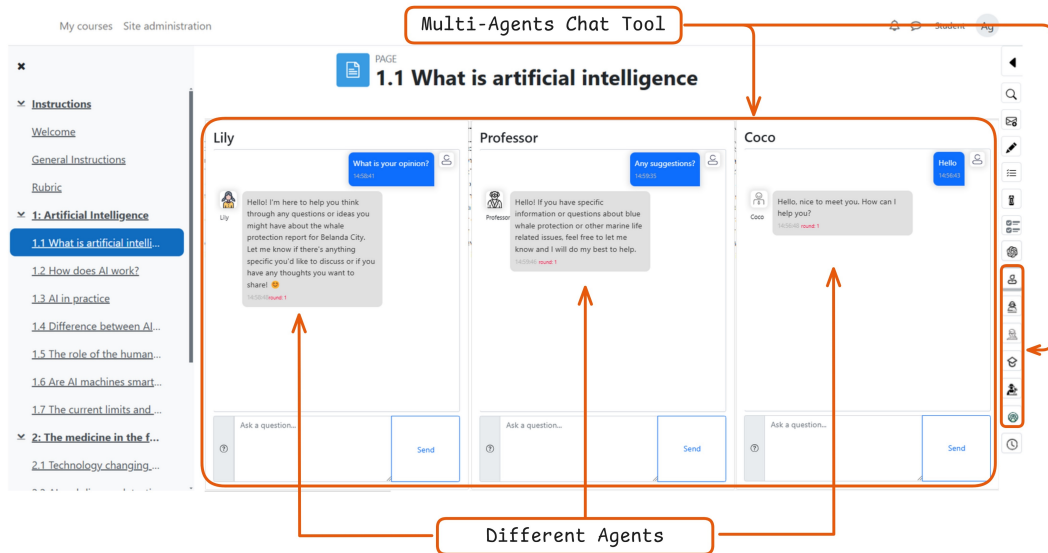 Multi-Agents Chat Tool
My courses Site administration
Student Ag
PAGE
1.1 What is artificial intelligence
Instructions
Welcome
General Instructions
Rubric
1: Artificial Intelligence
1.1 What is artificial intelli...
1.2 How does AI work?
1.3 AI in practice
1.4 Difference between AI...
1.5 The role of the human...
1.6 Are AI machines smart...
1.7 The current limits and ...
2: The medicine in the f...
2.1 Technology changing ...
Lily
What is your opinion?
14:58:41
Lily
Hello! I'm here to help you think
through any questions or ideas you
might have about the whale
protection report for Belanda City.
Let me know if there's anything
specific you'd like to discuss or if you
have any thoughts you want to
share! 😊
round: 1
Ask a question...
Send
Professor
Any suggestions?
14:59:35
Professor
Hello! If you have specific
information or questions about blue
whale protection or other marine life
related issues, feel free to let me
know and I will do my best to help.
round: 1
Ask a question...
Send
Coco
Hello
14:56:43
Coco
Hello, nice to meet you. How can I
help you?
14:56:48 round: 1
Ask a question...
Send
Different Agents